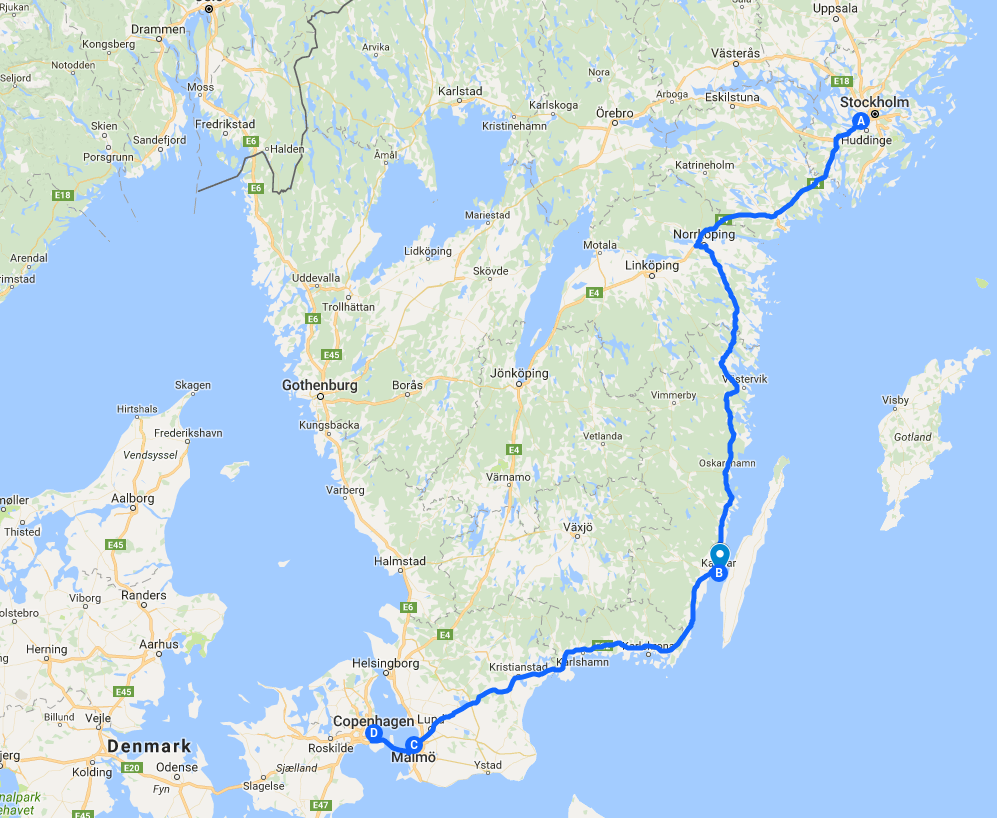 Rjukan
Oslo
Drammen
Kongsberg
Notodden
Seljord
Moss
Skien
Fredrikstad
Sandefjord
Porsgrunn
E6
Halden
E6
E18
Arendal
Arvika
Karlstad
Kristinehamn
Karlskoga
Nora
Örebro
Arboga
Västerås
Eskilstuna
Uppsala
E18
Stockholm
A
Huddinge
Katrineholm
Åmål
Mariestad
Lidköping
Skövde
Motala
Norrköping
Linköping
E4
Uddevalla
Trollhättan
E6
E45
Gothenburg
Borås
Jönköping
Kungsbacka
Skagen
Hirtshals
Frederikshavn
Vendsyssel
Västervik
Vimmerby
Visby
Gotland
E4
Vetlanda
Oskarshamn
Värnamo
Varberg
Aalborg
Thisted
E45
Växjö
Halmstad
Kalmar
B
E6
E4
Viborg
Randers
Herning
Aarhus
Karlskrona
Karlshamn
Kristianstad
Helsingborg
E45
Billund
Vejle
Copenhagen
Lund
D
C
Malmö
Roskilde
Denmark
Sjælland
Ystad
Kolding
E20
Odense
Fyn
Slagelse
E47
E45